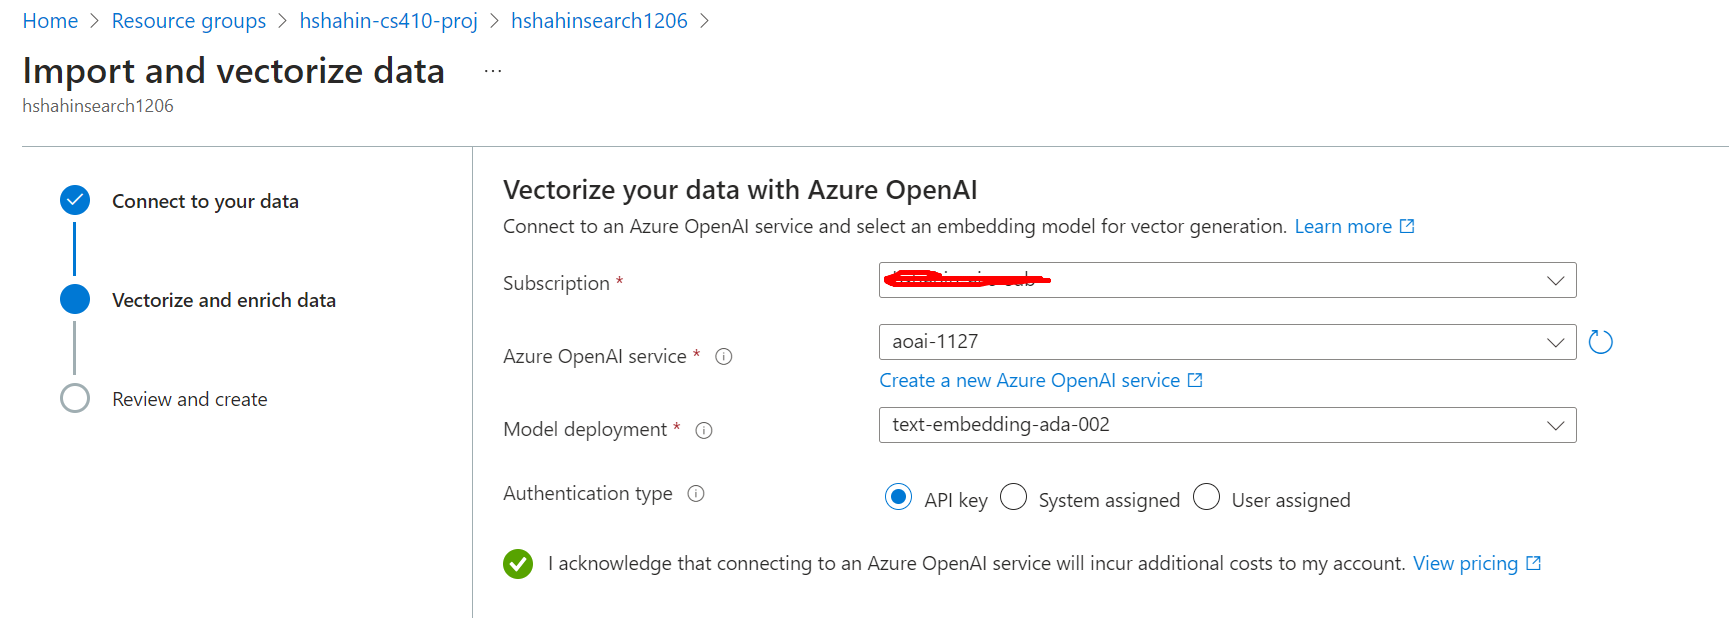 Home > Resource groups > hshahin-cs410-proj > hshahinsearch1206 >
Import and vectorize data ...
hshahinsearch1206
Connect to your data
Vectorize and enrich data
Review and create
Vectorize your data with Azure OpenAI
Connect to an Azure OpenAI service and select an embedding model for vector generation. Learn more
Subscription *
Azure OpenAI service * aoai-1127
Create a new Azure OpenAI service
Model deployment * text-embedding-ada-002
Authentication type API key System assigned User assigned
I acknowledge that connecting to an Azure OpenAI service will incur additional costs to my account. View pricing